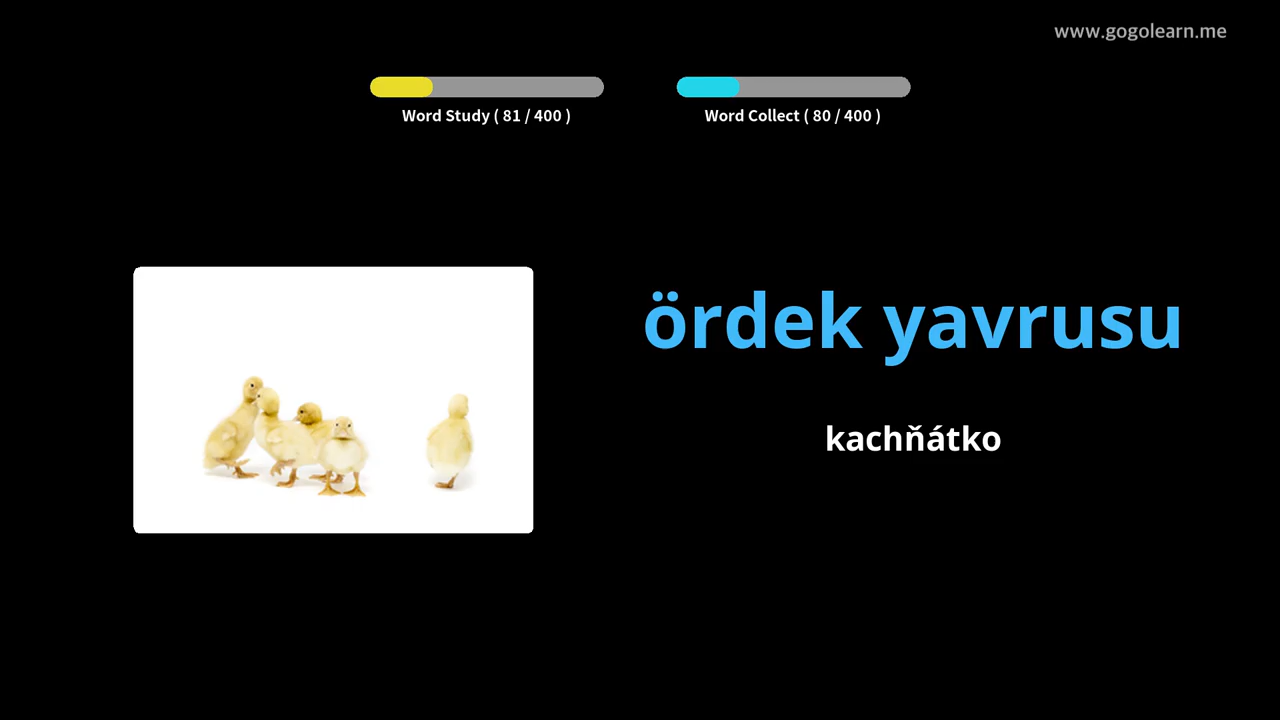 www.gogolearn.me
Word Study ( 81 / 400 )
Word Collect ( 80 / 400 )
ördek yavrusu
kachňátko